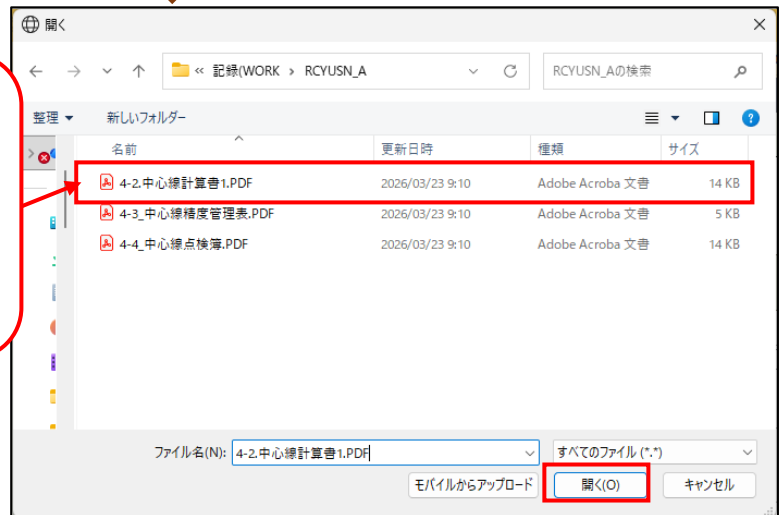 開く
« 記録(WORK › RCYUSN_A
RCYUSN_Aの検索
整理 新しいフォルダー
名前 更新日時 種類 サイズ
4-2.中心線計算書1.PDF 2026/03/23 9:10 Adobe Acroba 文書 14 KB
4-3_中心線精度管理表.PDF 2026/03/23 9:10 Adobe Acroba 文書 5 KB
4-4_中心線点検簿.PDF 2026/03/23 9:10 Adobe Acroba 文書 14 KB
ファイル名(N): 4-2.中心線計算書1.PDF すべてのファイル (*.*)
モバイルからアップロード 開く(O) キャンセル